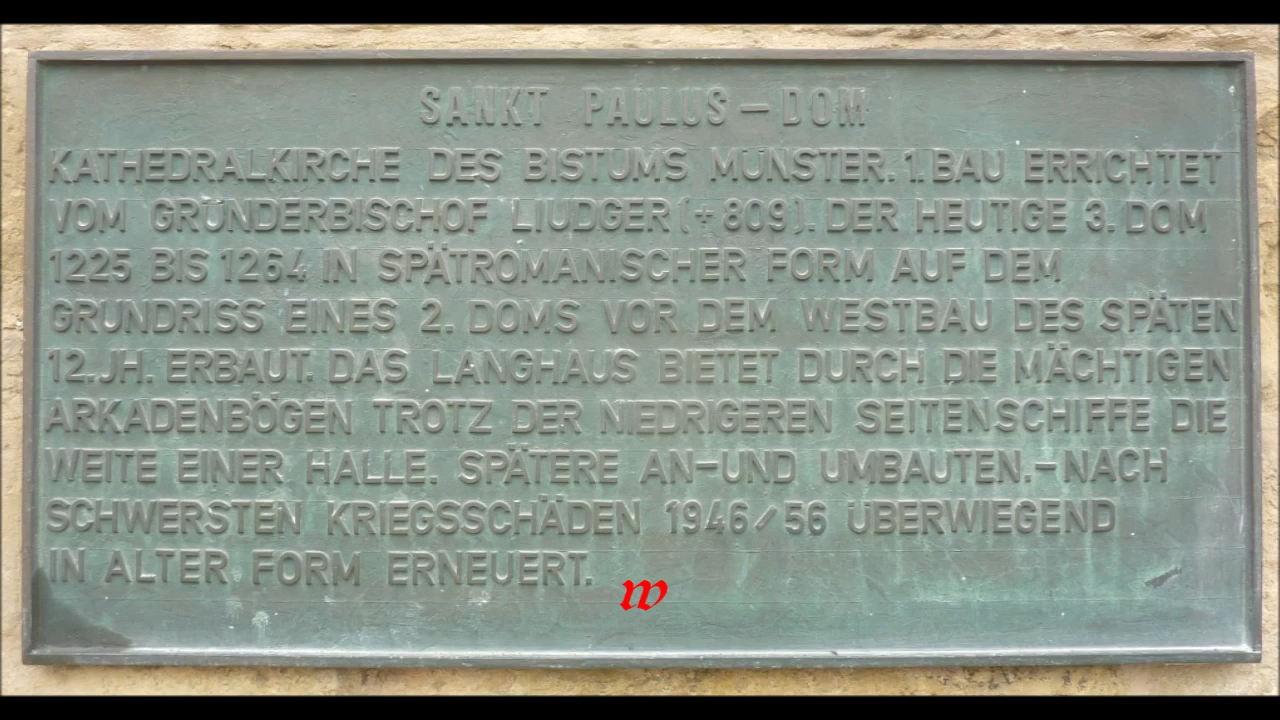 SANKT PAULUS-DOM
KATHEDRALKIRCHE DES BISTUMS MÜNSTER. 1. BAU ERRICHTET
VOM GRÜNDERBISCHOF LIUDGER (+ 809). DER HEUTIGE 3. DOM
1225 BIS 1264 IN SPÄTROMANISCHER FORM AUF DEM
GRUNDRISS EINES 2. DOMS VOR DEM WESTBAU DES SPÄTEN
12. JH. ERBAUT. DAS LANGHAUS BIETET DURCH DIE MÄCHTIGEN
ARKADENBÖGEN TROTZ DER NIEDRIGEREN SEITENSCHIFFE DIE
WEITE EINER HALLE. SPÄTERE AN-UND UMBAUTEN.-NACH
SCHWERSTEN KRIEGSSCHÄDEN 1946/56 ÜBERWIEGEND
IN ALTER FORM ERNEUERT.
w